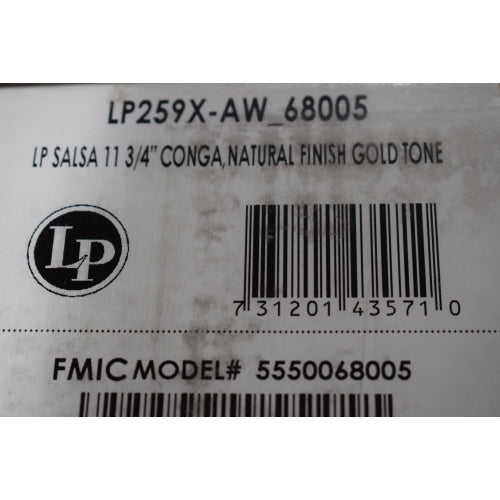 LP259X-AW_68005
LP SALSA 11 3/4" CONGA, NATURAL FINISH GOLD TONE
LP
7 31201 43571 0
FMIC MODEL# 5550068005